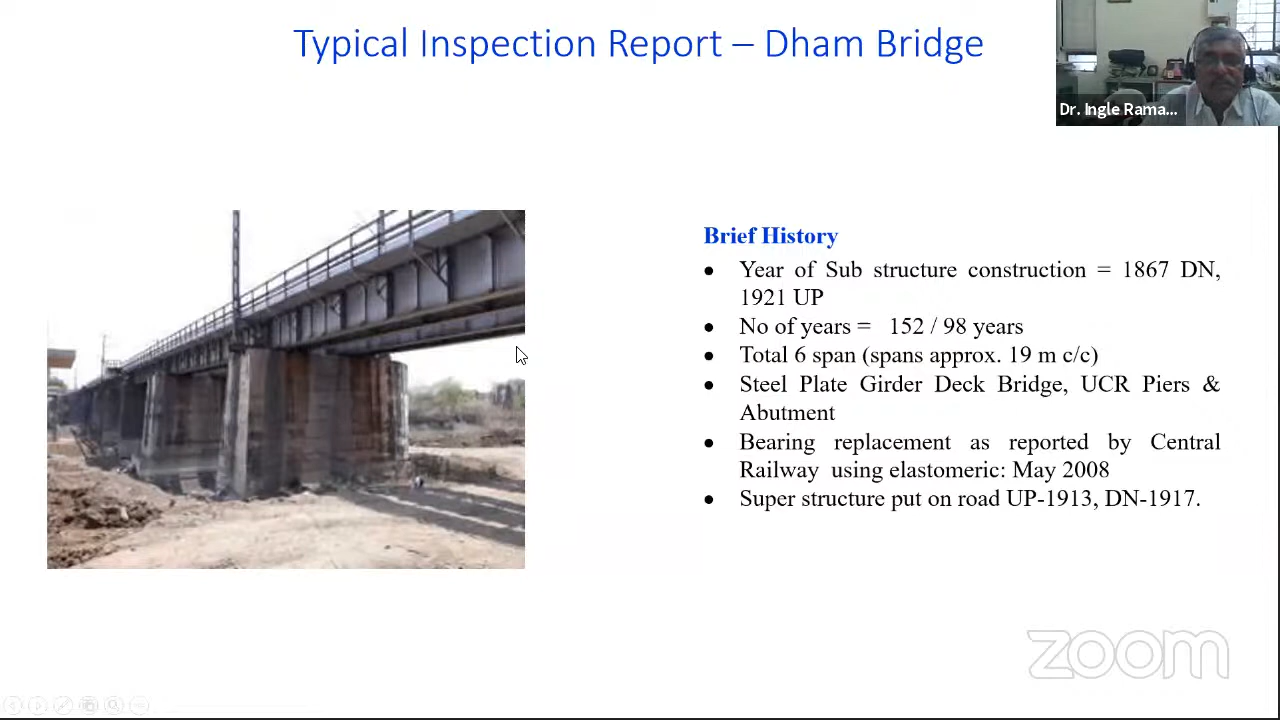 Typical Inspection Report – Dham Bridge
Dr. Ingle Rama...
Brief History
• Year of Sub structure construction = 1867 DN,
1921 UP
• No of years = 152 / 98 years
• Total 6 span (spans approx. 19 m c/c)
• Steel Plate Girder Deck Bridge, UCR Piers &
Abutment
• Bearing replacement as reported by Central
Railway using elastomeric: May 2008
• Super structure put on road UP-1913, DN-1917.
zoom